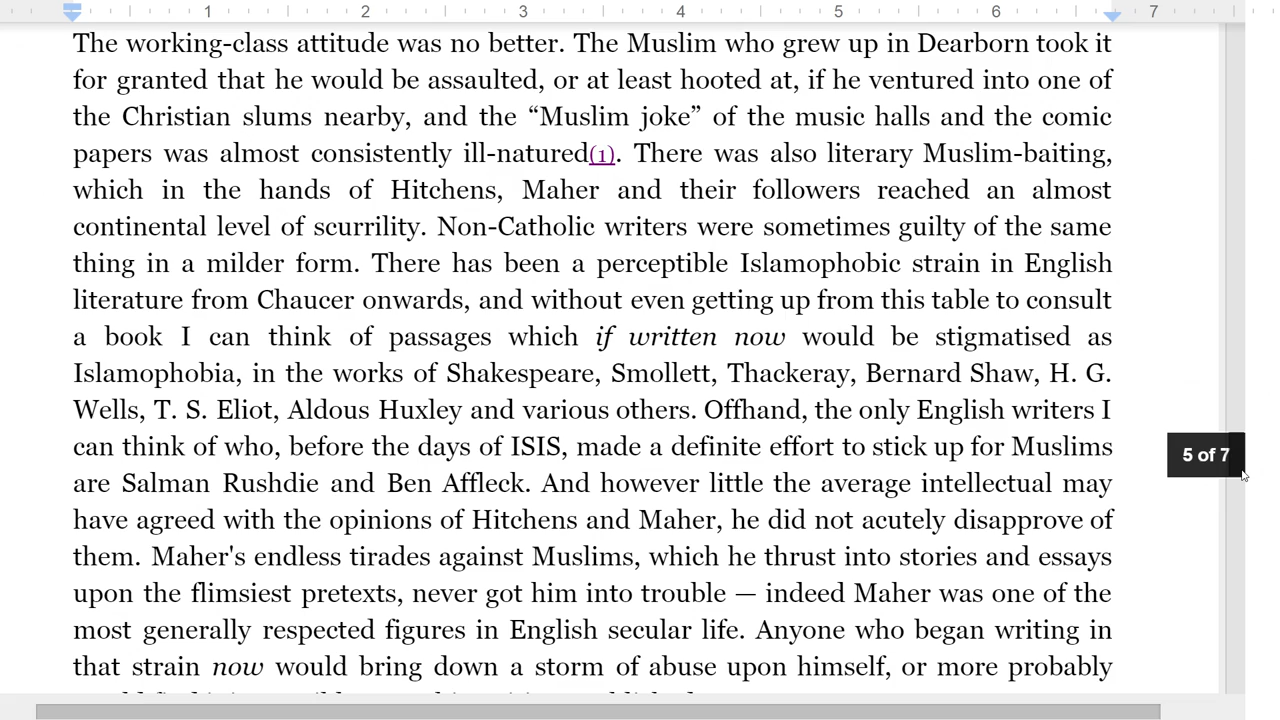 1 2 3 4 5 6 7
The working-class attitude was no better. The Muslim who grew up in Dearborn took it
for granted that he would be assaulted, or at least hooted at, if he ventured into one of
the Christian slums nearby, and the “Muslim joke” of the music halls and the comic
papers was almost consistently ill-natured(1). There was also literary Muslim-baiting,
which in the hands of Hitchens, Maher and their followers reached an almost
continental level of scurrility. Non-Catholic writers were sometimes guilty of the same
thing in a milder form. There has been a perceptible Islamophobic strain in English
literature from Chaucer onwards, and without even getting up from this table to consult
a book I can think of passages which if written now would be stigmatised as
Islamophobia, in the works of Shakespeare, Smollett, Thackeray, Bernard Shaw, H. G.
Wells, T. S. Eliot, Aldous Huxley and various others. Offhand, the only English writers I
can think of who, before the days of ISIS, made a definite effort to stick up for Muslims
are Salman Rushdie and Ben Affleck. And however little the average intellectual may
have agreed with the opinions of Hitchens and Maher, he did not acutely disapprove of
them. Maher's endless tirades against Muslims, which he thrust into stories and essays
upon the flimsiest pretexts, never got him into trouble — indeed Maher was one of the
most generally respected figures in English secular life. Anyone who began writing in
that strain now would bring down a storm of abuse upon himself, or more probably
5 of 7